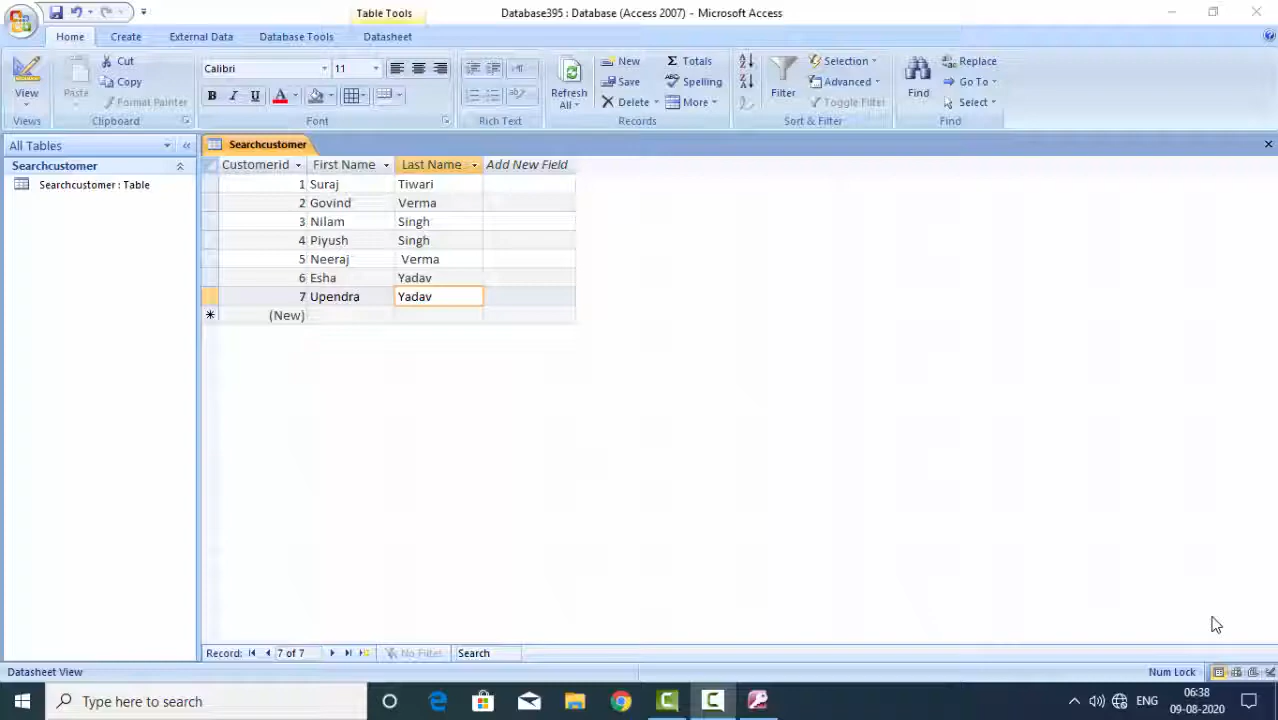 Table Tools
Database395 : Database (Access 2007) - Microsoft Access
Home Create External Data Database Tools Datasheet
View
Views
Paste
Cut
Copy
Format Painter
Clipboard
Calibri 11
B I U A
Font
Rich Text
Refresh All
New
Save
Delete
Totals
Spelling
More
Records
Filter
Selection
Advanced
Toggle Filter
Sort & Filter
Find
Replace
Go To
Select
Find
All Tables
Searchcustomer
Searchcustomer : Table
Searchcustomer
Customerid First Name Last Name Add New Field
1 Suraj Tiwari
2 Govind Verma
3 Nilam Singh
4 Piyush Singh
5 Neeraj Verma
6 Esha Yadav
7 Upendra Yadav
(New)
Record: 7 of 7 No Filter Search
Datasheet View
Num Lock
Type here to search
ENG
06:38
09-08-2020